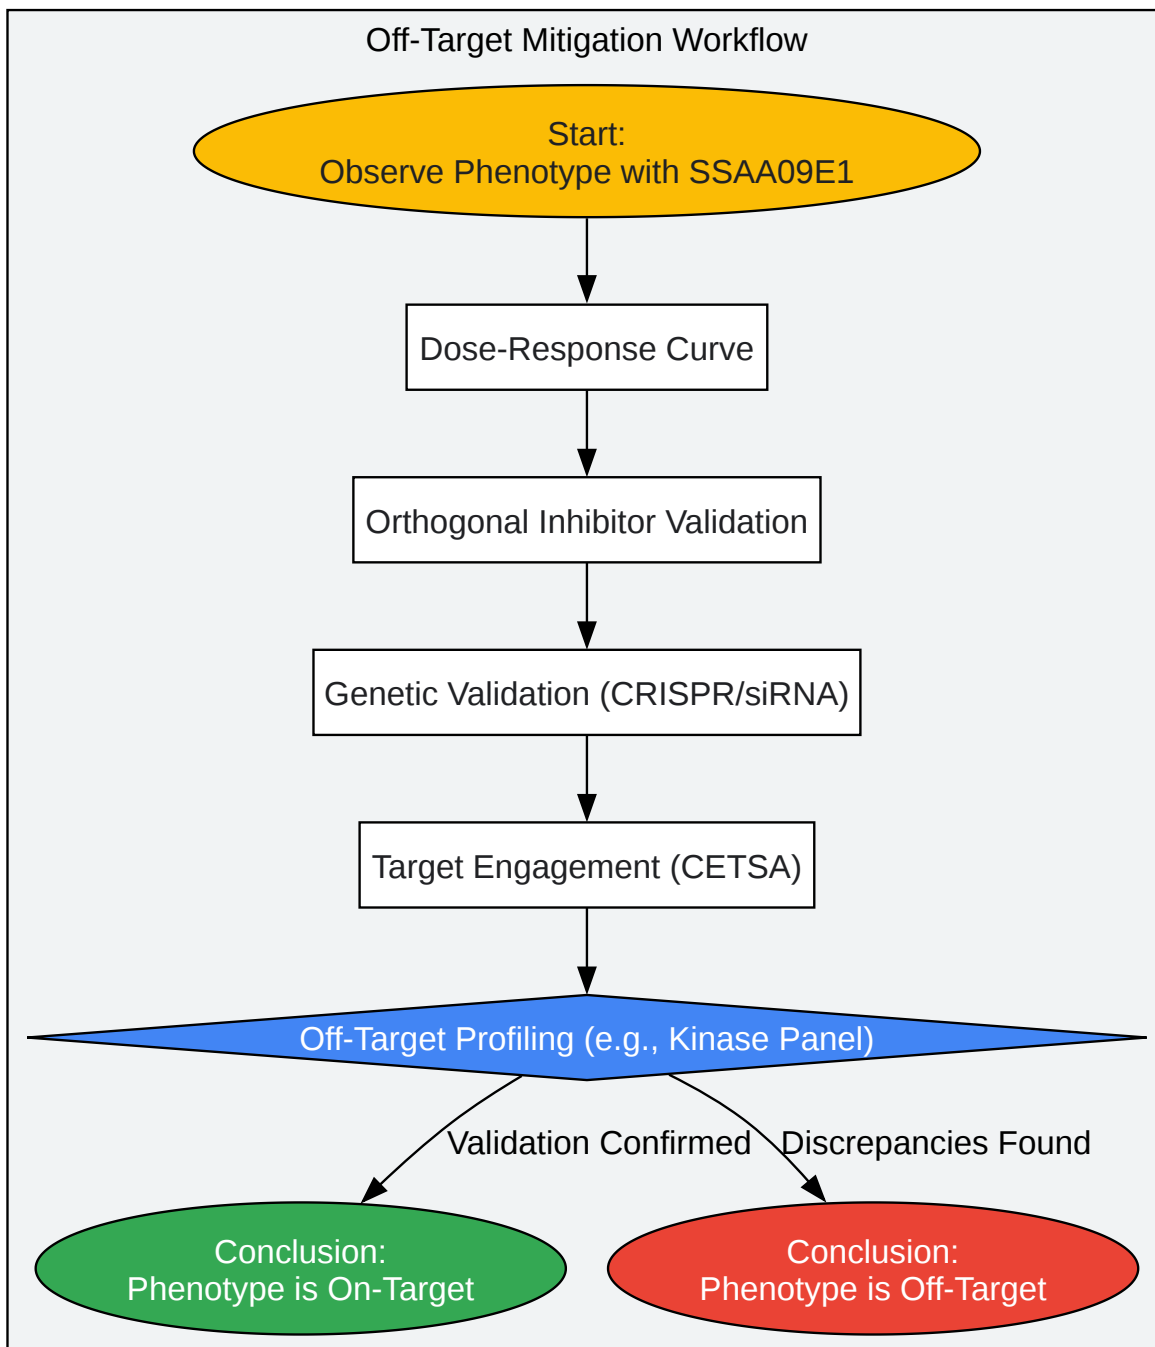 Off-Target Mitigation Workflow
Start:
Observe Phenotype with SSAA09E1
Dose-Response Curve
Orthogonal Inhibitor Validation
Genetic Validation (CRISPR/siRNA)
Target Engagement (CETSA)
Off-Target Profiling (e.g., Kinase Panel)
Validation Confirmed
Discrepancies Found
Conclusion:
Phenotype is On-Target
Conclusion:
Phenotype is Off-Target